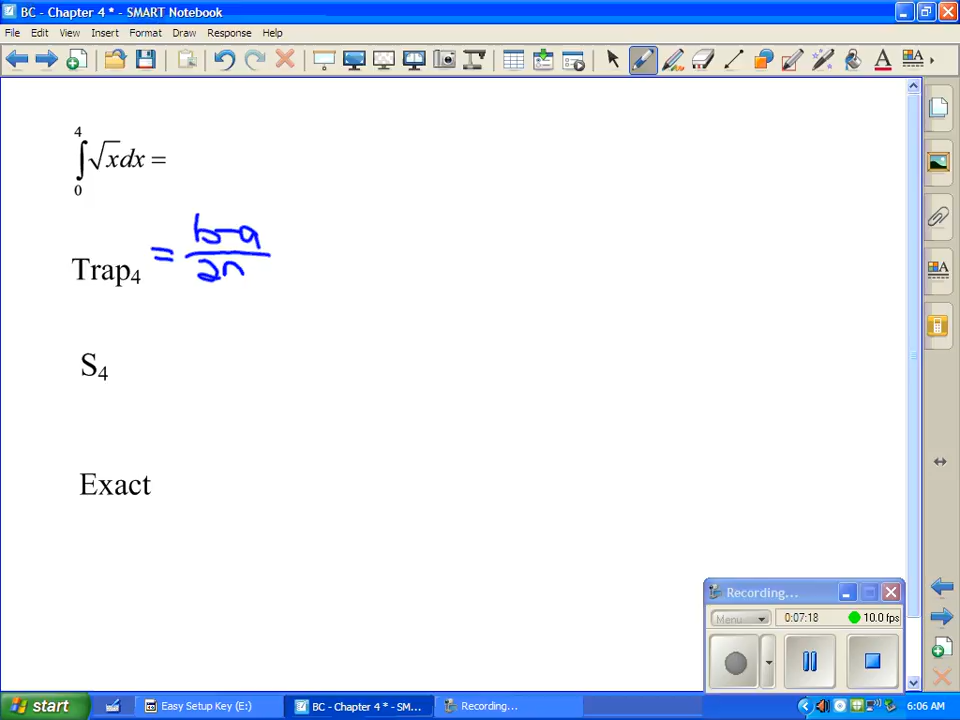 BC - Chapter 4 * - SMART Notebook
File Edit View Insert Format Draw Response Help
4
∫√xdx =
0
Trap₄ = b-a
2n
S₄
Exact
Recording...
Menu 0:07:18 10.0 fps
start Easy Setup Key (E:) BC - Chapter 4 * - SM... Recording... 6:06 AM